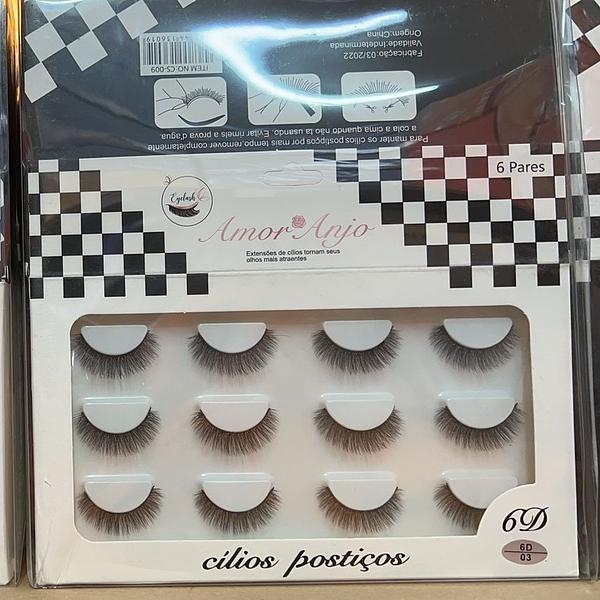 Para manter os cílios postiços por mais tempo,remover completamente
a cola a cima quando não ta usando. Evitar rimela a prova d'agua
ITEM NO:CS-009
Fabricação:03/2022
Validade:Indeterminada
Origem:China
6 Pares
Eyelash
Amor Anjo
Extensões de cílios tornam seus
olhos mais atraentes
6D
6D
03
cílios postiços